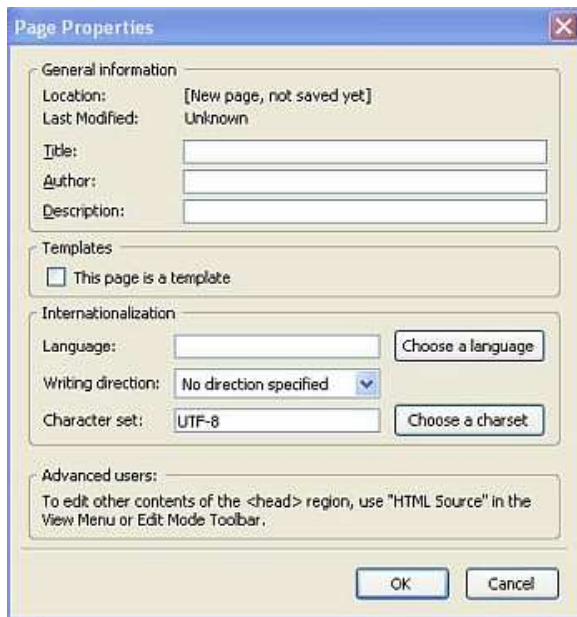 Page Properties
General information
Location: [New page, not saved yet]
Last Modified: Unknown
Title:
Author:
Description:
Templates
This page is a template
Internationalization
Language: Choose a language
Writing direction: No direction specified
Character set: UTF-8 Choose a charset
Advanced users:
To edit other contents of the <head> region, use "HTML Source" in the
View Menu or Edit Mode Toolbar.
OK Cancel